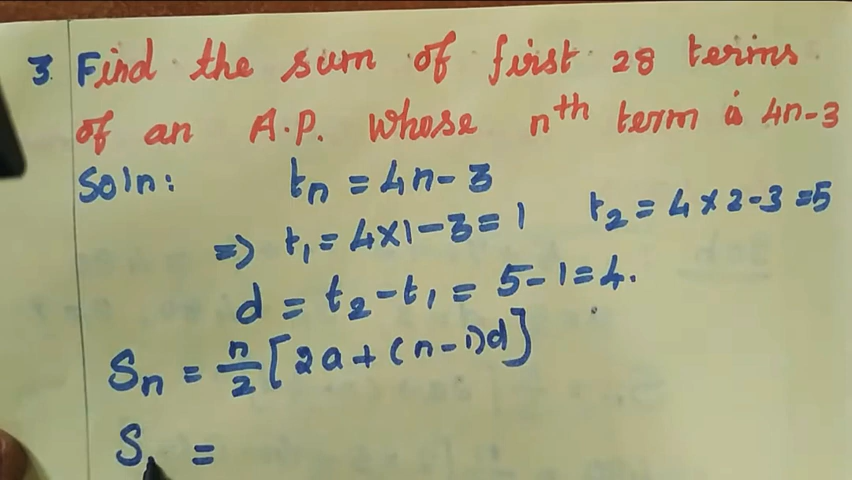 3. Find the sum of first 28 terms
of an A.P. whose nth term is 4n-3
Soln: tn = 4n - 3
=> t1 = 4×1-3 = 1 t2 = 4×2-3 =5
d = t2 - t1 = 5-1=4.
Sn = n/2 [2a+(n-1)d]
S =